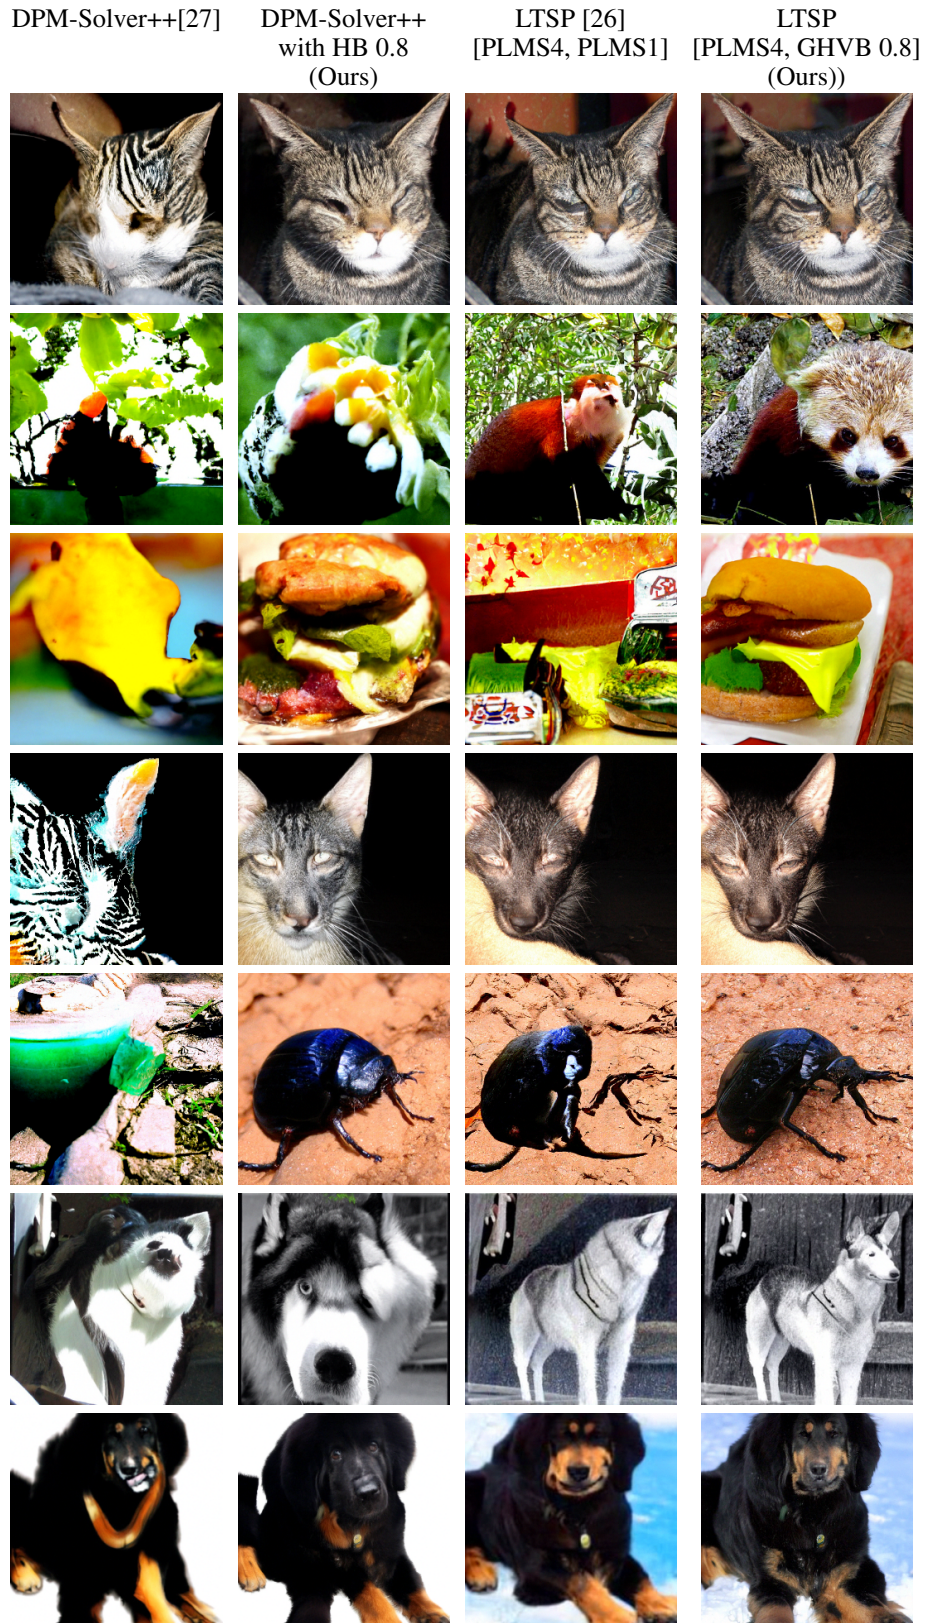 DPM-Solver++[27]
DPM-Solver++
with HB 0.8
(Ours)
LTSP [26]
[PLMS4, PLMS1]
LTSP
[PLMS4, GHVB 0.8]
(Ours))